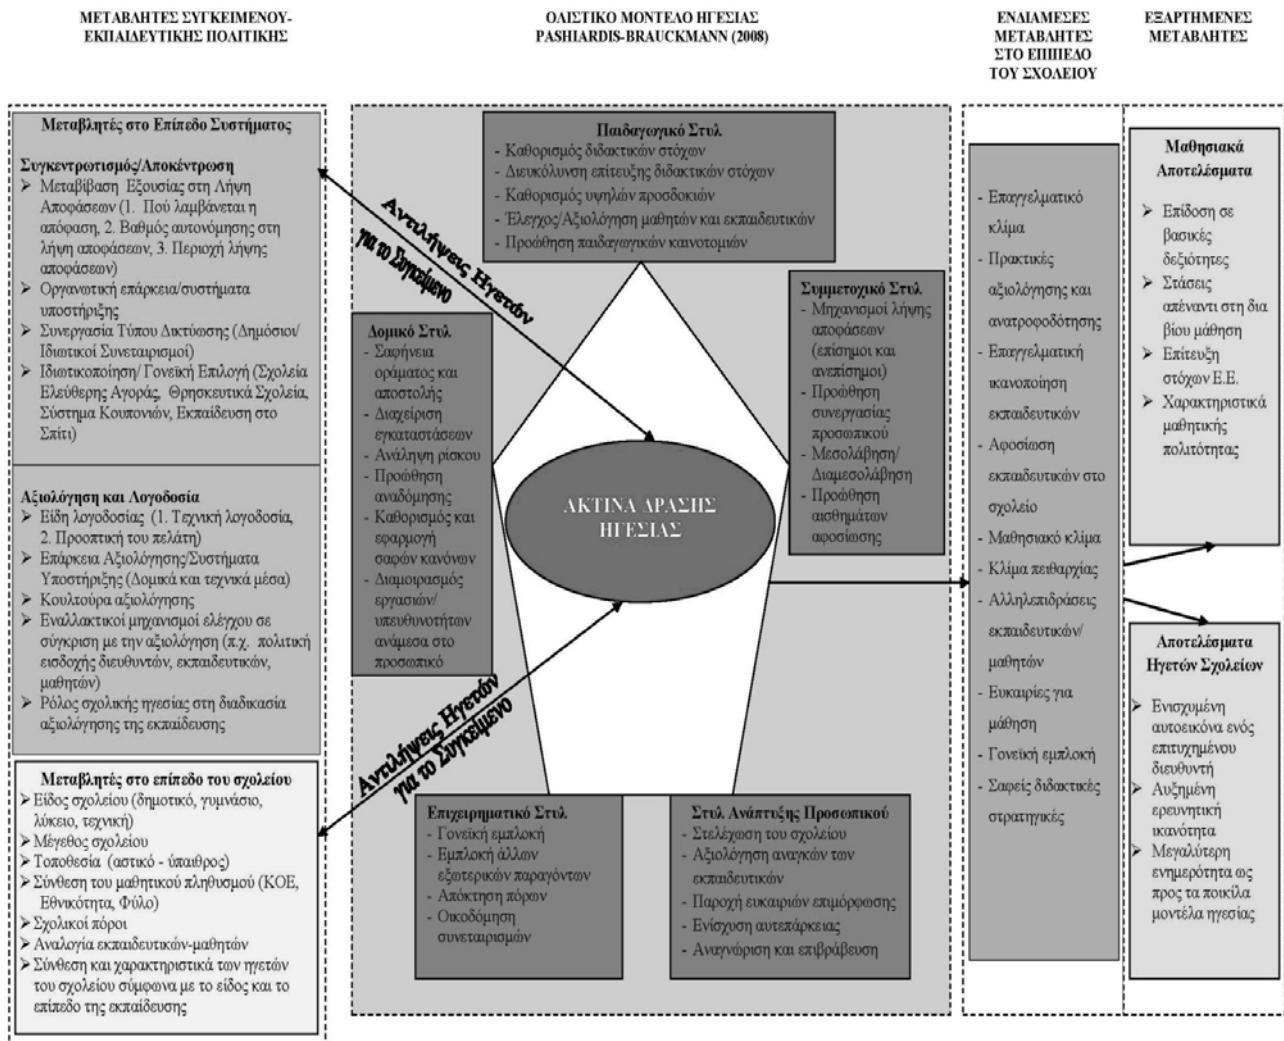 ΜΕΤΑΒΛΗΤΕΣ ΣΥΓΚΕΙΜΕΝΟΥ-
ΕΚΠΑΙΔΕΥΤΙΚΗΣ ΠΟΛΙΤΙΚΗΣ
ΟΛΙΣΤΙΚΟ ΜΟΝΤΕΛΟ ΗΓΕΣΙΑΣ
PASHIARDIS-BRAUCKMANN (2008)
ΕΝΔΙΑΜΕΣΕΣ
ΜΕΤΑΒΛΗΤΕΣ
ΣΤΟ ΕΠΙΠΕΔΟ
ΤΟΥ ΣΧΟΛΕΙΟΥ
ΕΞΑΡΤΗΜΕΝΕΣ
ΜΕΤΑΒΛΗΤΕΣ
Μεταβλητές στο Επίπεδο Συστήματος
Συγκεντρωτισμός/Αποκέντρωση
➢ Μεταβίβαση Εξουσίας στη Λήψη
Αποφάσεων (1. Πού λαμβάνεται η
απόφαση, 2. Βαθμός αυτονόμησης στη
λήψη αποφάσεων, 3. Περιοχή λήψης
αποφάσεων)
➢ Οργανωτική επάρκεια/συστήματα
υποστήριξης
➢ Συνεργασία Τύπου Δικτύωσης (Δημόσιοι/
Ιδιωτικοί Συνεταιρισμοί)
➢ Ιδιωτικοποίηση/ Γονεϊκή Επιλογή (Σχολεία
Ελεύθερης Αγοράς, Θρησκευτικά Σχολεία,
Σύστημα Κουπονιών, Εκπαίδευση στο
Σπίτι)
Αξιολόγηση και Λογοδοσία
➢ Είδη λογοδοσίας (1. Τεχνική λογοδοσία,
2. Προοπτική του πελάτη)
➢ Επάρκεια Αξιολόγησης/Συστήματα
Υποστήριξης (Δομικά και τεχνικά μέσα)
➢ Κουλτούρα αξιολόγησης
➢ Εναλλακτικοί μηχανισμοί ελέγχου σε
σύγκριση με την αξιολόγηση (π.χ. πολιτική
εισδοχής διευθυντών, εκπαιδευτικών,
μαθητών)
➢ Ρόλος σχολικής ηγεσίας στη διαδικασία
αξιολόγησης της εκπαίδευσης
Μεταβλητές στο επίπεδο του σχολείου
➢ Είδος σχολείου (δημοτικό, γυμνάσιο,
λύκειο, τεχνική)
➢ Μέγεθος σχολείου
➢ Τοποθεσία (αστικό - ύπαιθρος)
➢ Σύνθεση του μαθητικού πληθυσμού (ΚΟΕ,
Εθνικότητα, Φύλο)
➢ Σχολικοί πόροι
➢ Αναλογία εκπαιδευτικών-μαθητών
➢ Σύνθεση και χαρακτηριστικά των ηγετών
του σχολείου σύμφωνα με το είδος και το
επίπεδο της εκπαίδευσης
Αντιλήψεις Ηγετών
για το Συγκείμενο
Παιδαγωγικό Στυλ
- Καθορισμός διδακτικών στόχων
- Διευκόλυνση επίτευξης διδακτικών στόχων
- Καθορισμός υψηλών προσδοκιών
- Έλεγχος/Αξιολόγηση μαθητών και εκπαιδευτικών
- Προώθηση παιδαγωγικών καινοτομιών
Δομικό Στυλ
- Σαφήνεια
οράματος και
αποστολής
- Διαχείριση
εγκαταστάσεων
- Ανάληψη ρίσκου
- Προώθηση
αναδόμησης
- Καθορισμός και
εφαρμογή
σαφών κανόνων
- Διαμοιρασμός
εργασιών/
υπευθυνοτήτων
ανάμεσα στο
προσωπικό
Συμμετοχικό Στυλ
- Μηχανισμοί λήψης
αποφάσεων
(επίσημοι και
ανεπίσημοι)
- Προώθηση
συνεργασίας
προσωπικού
- Μεσολάβηση/
Διαμεσολάβηση
- Προώθηση
αισθημάτων
αφοσίωσης
ΑΚΤΙΝΑ ΔΡΑΣΗΣ
ΗΓΕΣΙΑΣ
Αντιλήψεις Ηγετών
για το Συγκείμενο
Επιχειρηματικό Στυλ
- Γονεϊκή εμπλοκή
- Εμπλοκή άλλων
εξωτερικών παραγόντων
- Απόκτηση πόρων
- Οικοδόμηση
συνεταιρισμών
Στυλ Ανάπτυξης Προσωπικού
- Στελέχωση του σχολείου
- Αξιολόγηση αναγκών των
εκπαιδευτικών
- Παροχή ευκαιριών επιμόρφωσης
- Ενίσχυση αυτεπάρκειας
- Αναγνώριση και επιβράβευση
- Επαγγελματικό
κλίμα
- Πρακτικές
αξιολόγησης και
ανατροφοδότησης
- Επαγγελματική
ικανοποίηση
εκπαιδευτικών
- Αφοσίωση
εκπαιδευτικών στο
σχολείο
- Μαθησιακό κλίμα
- Κλίμα πειθαρχίας
- Αλληλεπιδράσεις
εκπαιδευτικών/
μαθητών
- Ευκαιρίες για
μάθηση
- Γονεϊκή εμπλοκή
- Σαφείς διδακτικές
στρατηγικές
Μαθησιακά
Αποτελέσματα
➢ Επίδοση σε
βασικές
δεξιότητες
➢ Στάσεις
απέναντι στη δια
βίου μάθηση
➢ Επίτευξη
στόχων Ε.Ε.
➢ Χαρακτηριστικά
μαθητικής
πολιτότητας
Αποτελέσματα
Ηγετών Σχολείων
➢ Ενισχυμένη
αυτοεικόνα ενός
επιτυχημένου
διευθυντή
➢ Αυξημένη
ερευνητική
ικανότητα
➢ Μεγαλύτερη
ενημερότητα ως
προς τα ποικίλα
μοντέλα ηγεσίας